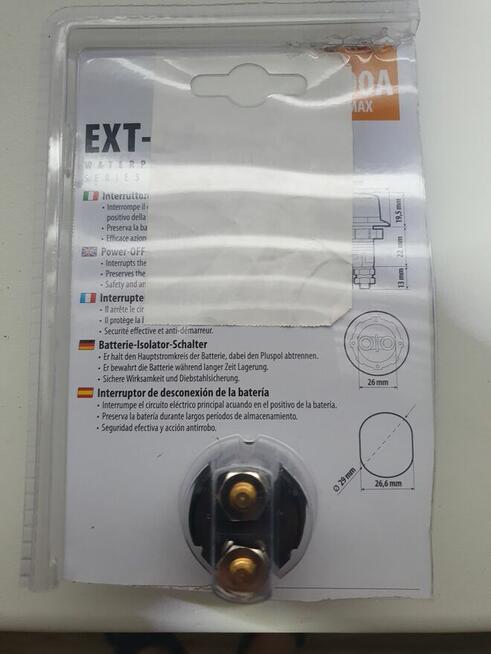 0A
MAX
EXT-
WATERP
SERIES
Interruttor
• Interrompe il
positivo della
• Preserva la ba
• Efficace azion
Power-OFF
• Interrupts the
• Preserves the
• Safety and an
Interrupte
• Il arrête le cir
• Il protège la
• Securité effective et anti-démarreur.
Batterie-Isolator-Schalter
• Er halt den Hauptstromkreis der Batterie, dabei den Pluspol abtrennen.
• Er bewahrt die Batterie während langer Zeit Lagerung.
• Sichere Wirksamkeit und Diebstahlsicherung.
Interruptor de desconexión de la batería
• Interrumpe el circuito eléctrico principal acuando en el positivo de la batería.
• Preserva la batería durante largos períodos de almacenamiento.
• Seguridad efectiva y acción antirrobo.
19,5 mm
22 mm
13 mm
26 mm
Ø 29 mm
26,6 mm